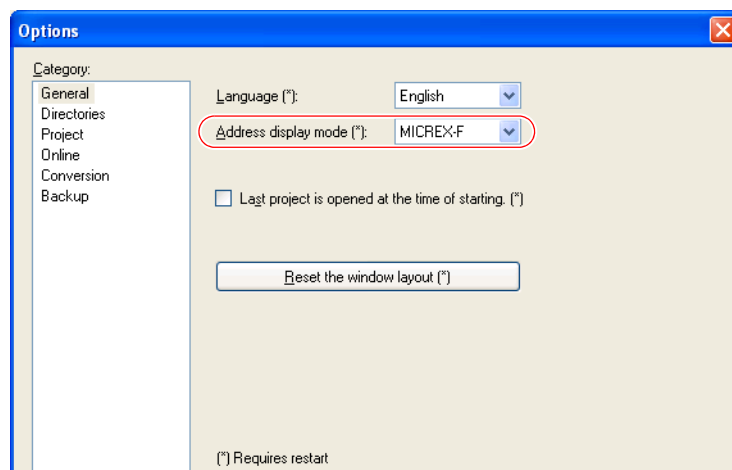 Options
Category:
General
Directories
Project
Online
Conversion
Backup
Language (*):
English
Address display mode (*):
MICREX-F
Last project is opened at the time of starting. (*)
Reset the window layout (*)
(*) Requires restart